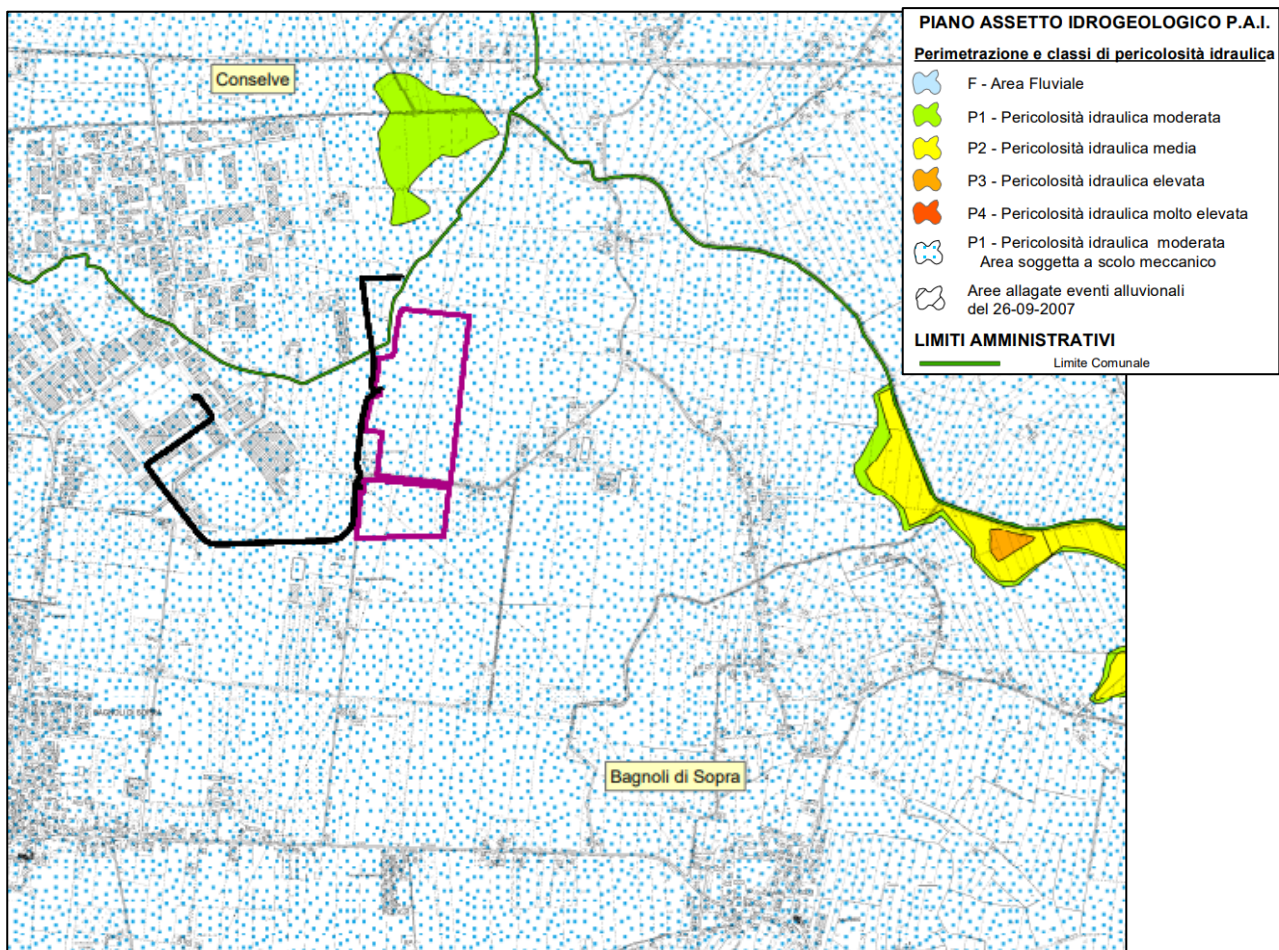 PIANO ASSETTO IDROGEOLOGICO P.A.I.
Perimetrazione e classi di pericolosità idraulica
F - Area Fluviale
P1 - Pericolosità idraulica moderata
P2 - Pericolosità idraulica media
P3 - Pericolosità idraulica elevata
P4 - Pericolosità idraulica molto elevata
P1 - Pericolosità idraulica moderata
Area soggetta a scolo meccanico
Aree allagate eventi alluvionali
del 26-09-2007
LIMITI AMMINISTRATIVI
Limite Comunale
Conselve
Bagnoli di Sopra